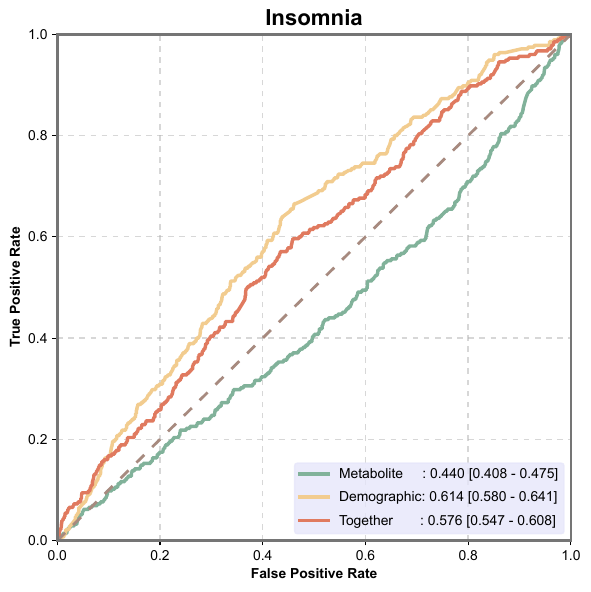 Insomnia
True Positive Rate
1.0
0.8
0.6
0.4
0.2
0.0
0.0 0.2 0.4 0.6 0.8 1.0
False Positive Rate
Metabolite : 0.440 [0.408 - 0.475]
Demographic: 0.614 [0.580 - 0.641]
Together : 0.576 [0.547 - 0.608]